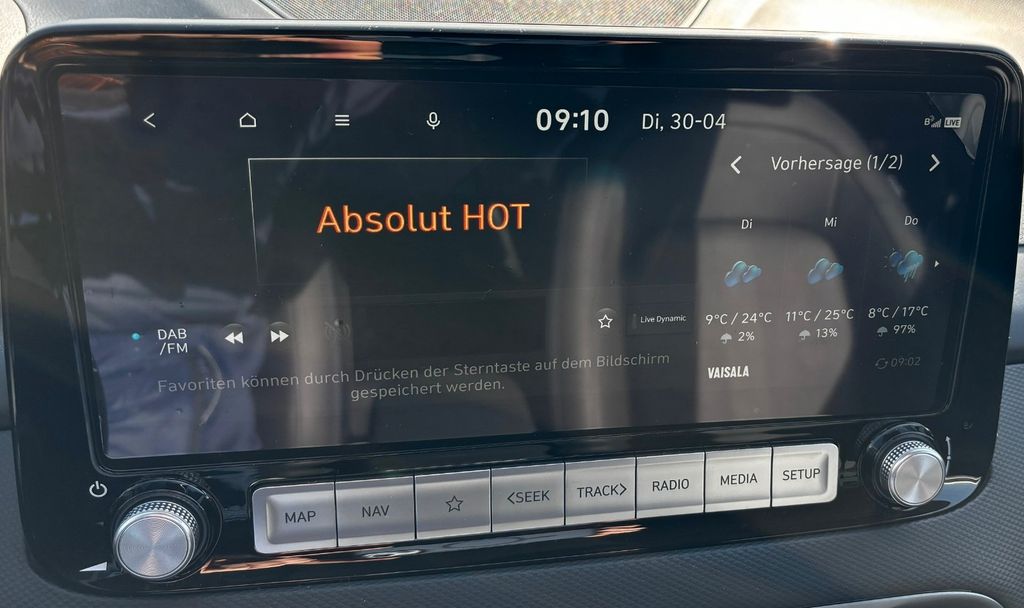 09:10 Di, 30-04
B LIVE
Vorhersage (1/2)
Absolut HOT
Di Mi Do
9°C / 24°C 11°C / 25°C 8°C / 17°C
2% 13% 97%
Live Dynamic
DAB
/FM
Favoriten können durch Drücken der Sterntaste auf dem Bildschirm
gespeichert werden.
VAISALA
09:02
MAP NAV <SEEK TRACK> RADIO MEDIA SETUP